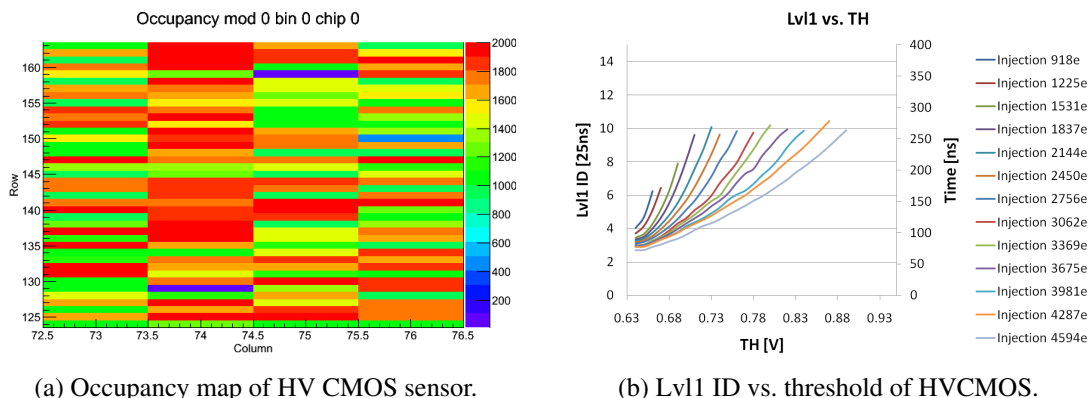 Occupancy mod 0 bin 0 chip 0
Row
160
155
150
145
140
135
130
125
72.5 73 73.5 74 74.5 75 75.5 76 76.5
Column
2000
1800
1600
1400
1200
1000
800
600
400
200
(a) Occupancy map of HV CMOS sensor.
Lvl1 vs. TH
Lvl1 ID [25ns]
14
12
10
8
6
4
2
0
0.63 0.68 0.73 0.78 0.83 0.88 0.93
TH [V]
400
350
300
250
200
150
100
50
0
Time [ns]
Injection 918e
Injection 1225e
Injection 1531e
Injection 1837e
Injection 2144e
Injection 2450e
Injection 2756e
Injection 3062e
Injection 3369e
Injection 3675e
Injection 3981e
Injection 4287e
Injection 4594e
(b) Lvl1 ID vs. threshold of HVCMOS.